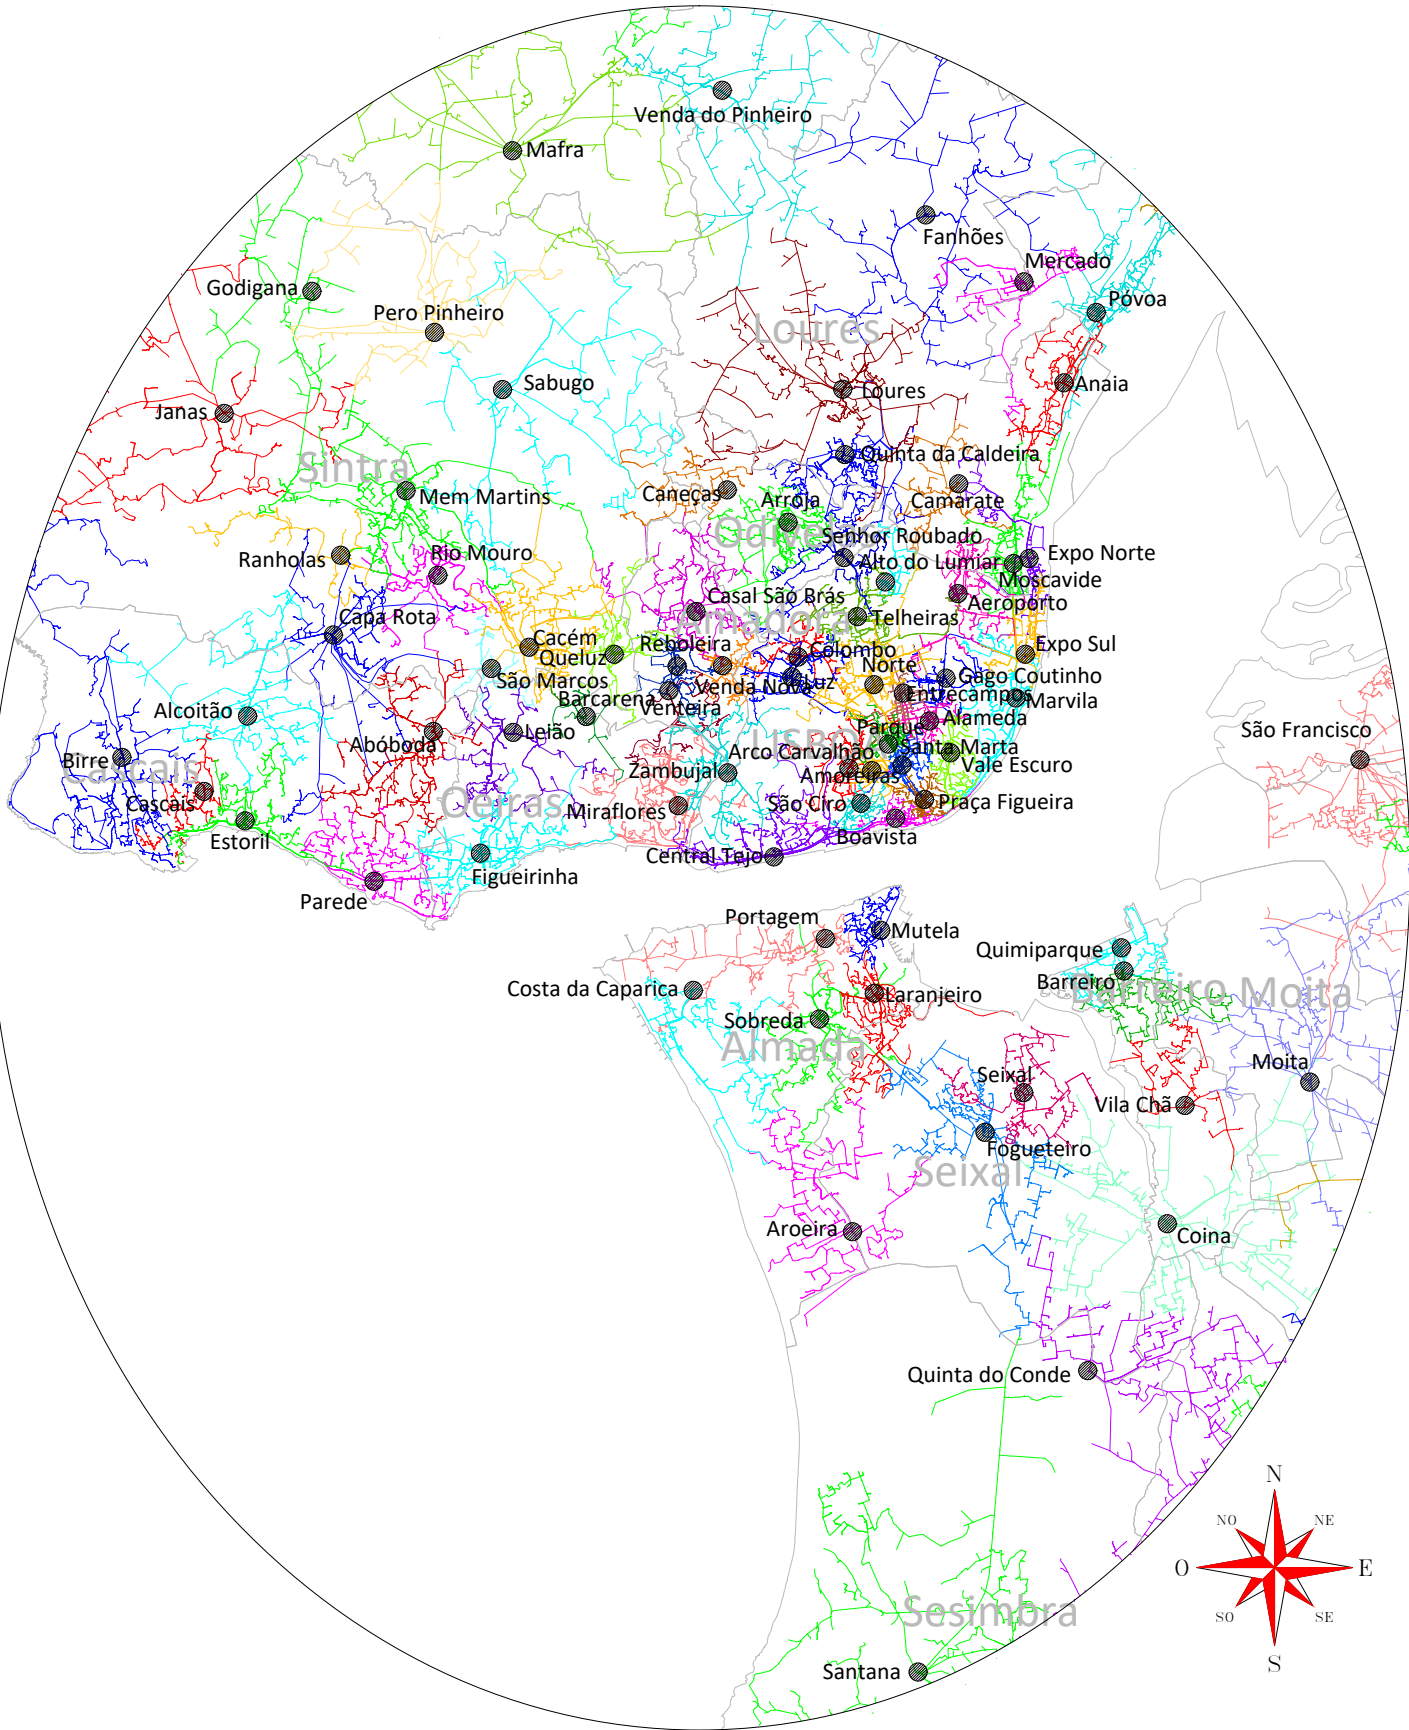 Venda do Pinheiro
Mafra
Fanhões
Mercado
Godigana
Póvoa
Pero Pinheiro
Loures
Sabugo
Anaia
Loures
Janas
Quinta da Caldeira
Sintra
Mem Martins
Caneças
Arroja
Camarate
Odivelas
Senhor Roubado
Ranholas
Rio Mouro
Alto do Lumiar
Expo Norte
Moscavide
Aeroporto
Casal São Brás
Capa Rota
Amadora
Telheiras
Cacém
Reboleira
Colombo
Expo Sul
Queluz
Norte
São Marcos
Venda Nova
Luz
Gago Coutinho
Barcarena
Entrecampos
Marvila
Venteira
Alcoitão
Alameda
Parque
Leião
Abóboda
LISBOA
Santa Marta
São Francisco
Arco Carvalhão
Birre
Cascais
Zambujal
Amoreiras
Vale Escuro
Cascais
Oeiras
Miraflores
São Ciro
Praça Figueira
Estoril
Boavista
Central Tejo
Figueirinha
Parede
Portagem
Mutela
Quimiparque
Barreiro
Costa da Caparica
Laranjeiro
Barreiro
Moita
Sobreda
Almada
Moita
Seixal
Vila Chã
Fogueteiro
Seixal
Aroeira
Coina
Quinta do Conde
N
NO
NE
O
E
SO
SE
S
Sesimbra
Santana